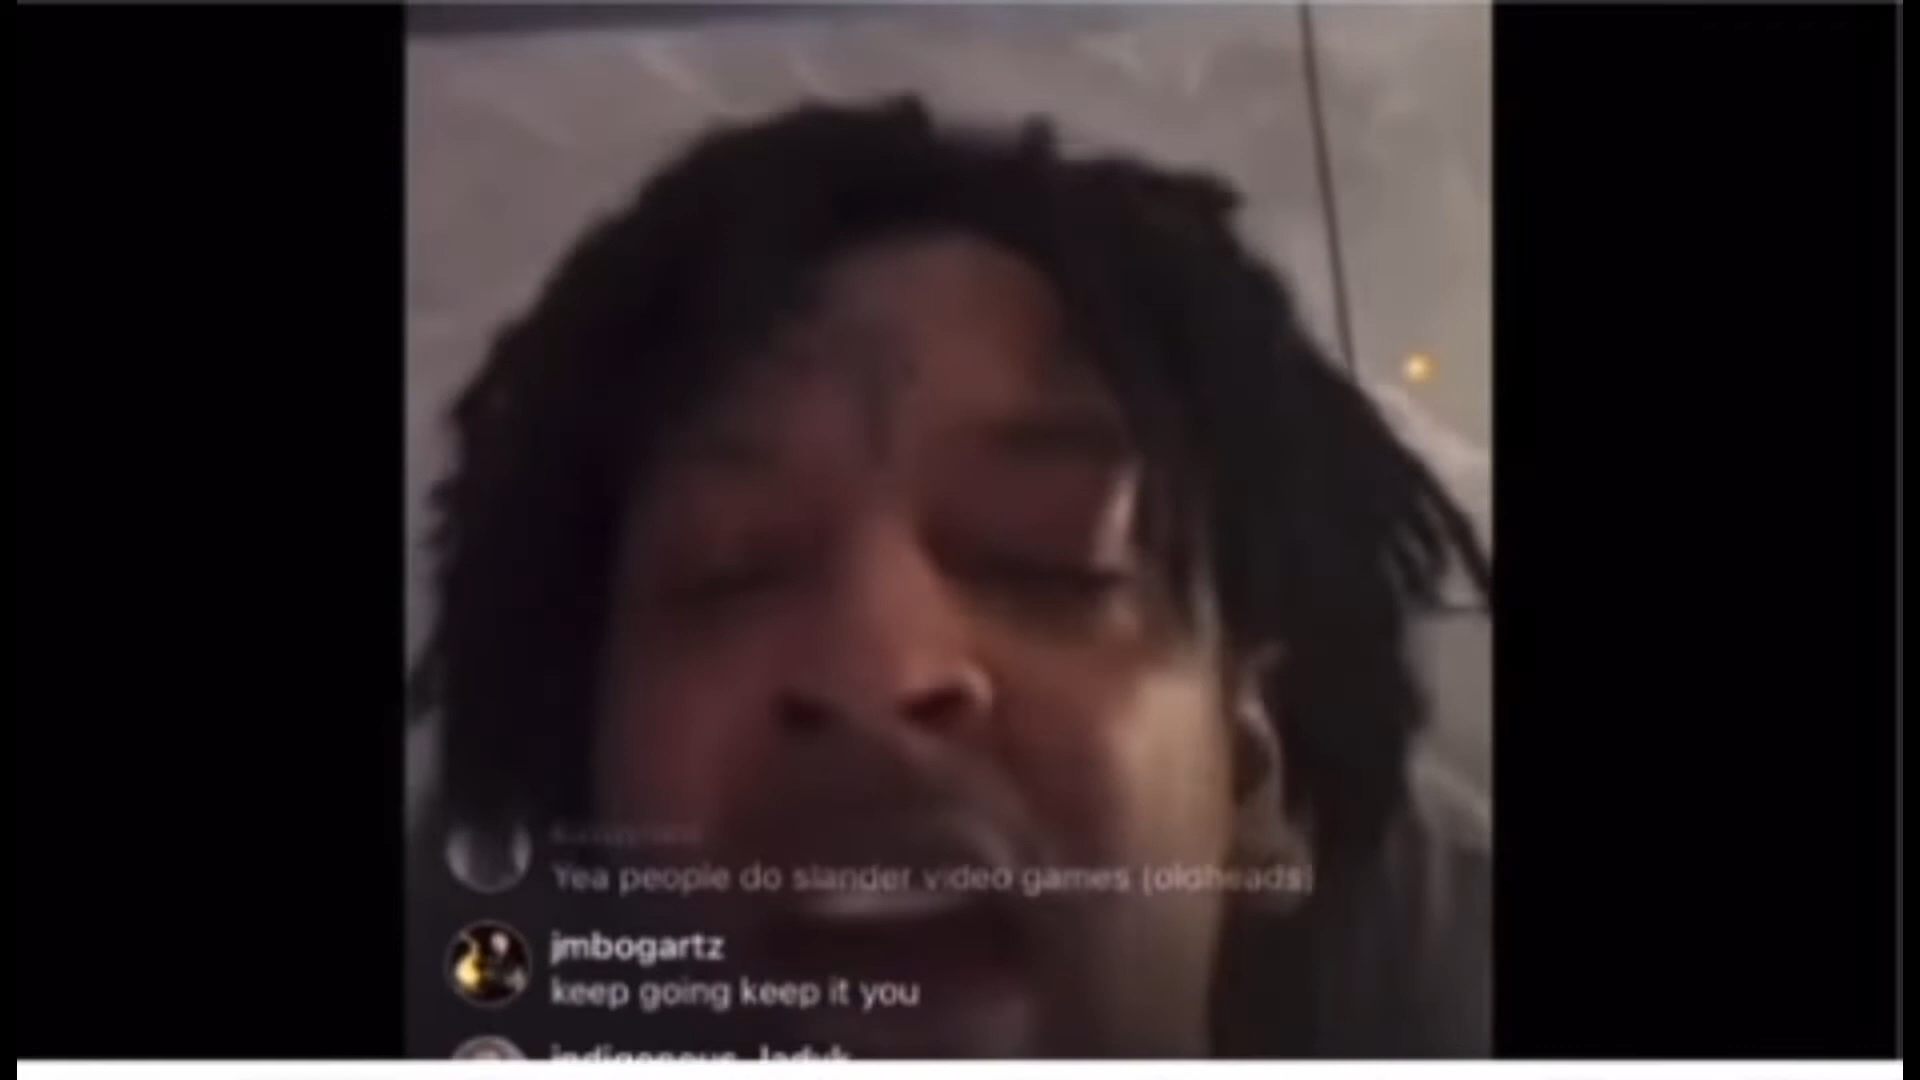 Yea people do slander video games (oldheads)
jmbogartz
keep going keep it you